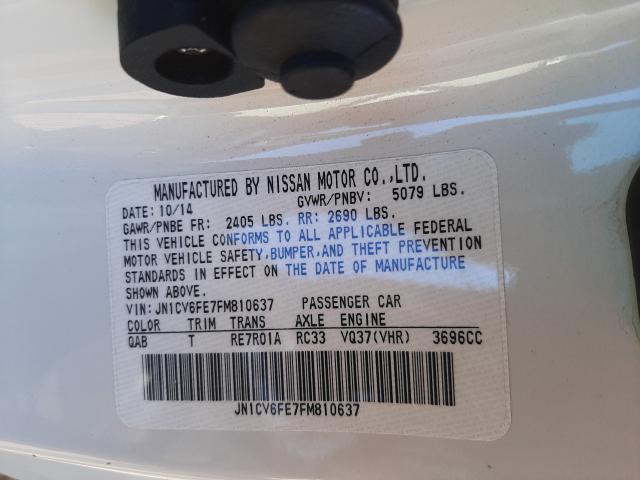 MANUFACTURED BY NISSAN MOTOR CO.,LTD.
DATE: 10/14 GVWR/PNBV: 5079 LBS.
GAWR/PNBE FR: 2405 LBS. RR: 2690 LBS.
THIS VEHICLE CONFORMS TO ALL APPLICABLE FEDERAL
MOTOR VEHICLE SAFETY,BUMPER,AND THEFT PREVENTION
STANDARDS IN EFFECT ON THE DATE OF MANUFACTURE
SHOWN ABOVE.
VIN: JN1CV6FE7FM810637 PASSENGER CAR
COLOR TRIM TRANS AXLE ENGINE
QAB T RE7R01A RC33 VQ37(VHR) 3696CC
JN1CV6FE7FM810637